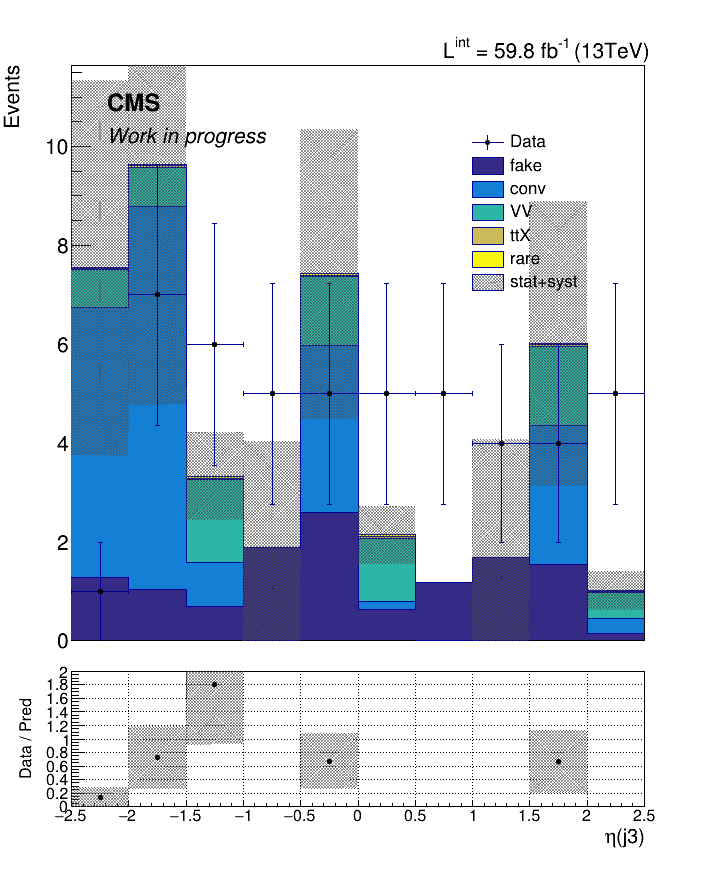 L^int = 59.8 fb^-1 (13TeV)
Events
CMS
Work in progress
Data
fake
conv
VV
ttX
rare
stat+syst
10
8
6
4
2
0
Data / Pred
2
1.8
1.6
1.4
1.2
1
0.8
0.6
0.4
0.2
0
−2.5 −2 −1.5 −1 −0.5 0 0.5 1 1.5 2 2.5
η(j3)